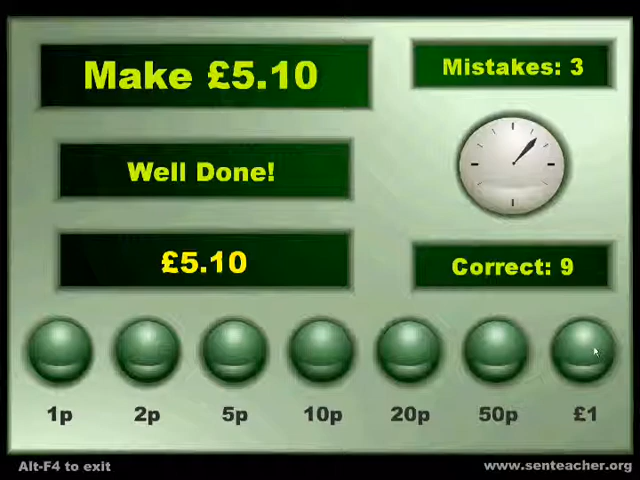 Make £5.10
Mistakes: 3
Well Done!
£5.10
Correct: 9
1p 2p 5p 10p 20p 50p £1
Alt-F4 to exit
www.senteacher.org